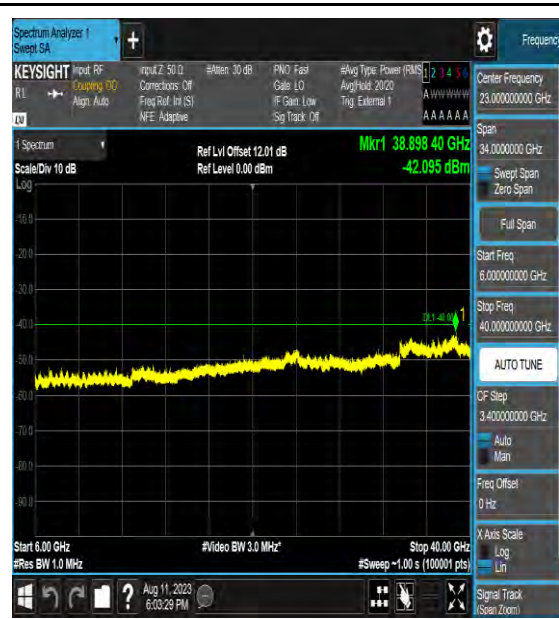 Spectrum Analyzer 1
Swept SA
+
Frequency
KEYSIGHT Input: RF Input Z: 50 Ω #Atten: 30 dB PNO: Fast #Avg Type: Power (RMS 1 2 3 4 5 6
RL Coupling: DC Corrections: Off Gate: LO Avg|Hold: 20/20
Align: Auto Freq Ref: Int (S) IF Gain: Low Trig: External 1 A W W W W W
LW NFE: Adaptive Sig Track: Off A A A A A A
1 Spectrum Ref Lvl Offset 12.01 dB Mkr1 38.898 40 GHz
Scale/Div 10 dB Ref Level 0.00 dBm -42.095 dBm
Log
-10.0
-20.0
-30.0
DL1 -40.00 1
-40.0
-50.0
-60.0
-70.0
-80.0
-90.0
Start 6.00 GHz #Video BW 3.0 MHz* Stop 40.00 GHz
#Res BW 1.0 MHz #Sweep ~1.00 s (100001 pts)
Aug 11, 2023
6:03:29 PM
?
Center Frequency
23.000000000 GHz
Span
34.0000000 GHz
Swept Span
Zero Span
Full Span
Start Freq
6.000000000 GHz
Stop Freq
40.000000000 GHz
AUTO TUNE
CF Step
3.400000000 GHz
Auto
Man
Freq Offset
0 Hz
X Axis Scale
Log
Lin
Signal Track
(Span Zoom)